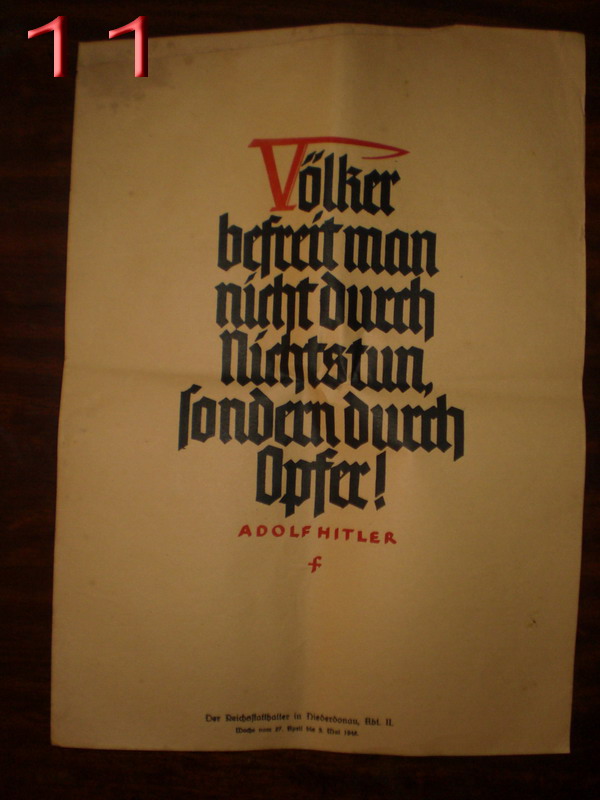 11
Völker
befreit man
nicht durch
Nichtstun,
sondern durch
Opfer!
ADOLF HITLER
f
Der Reichsstatthalter in Niederdonau, Abt. II.
Woche vom 27. April bis 3. Mai